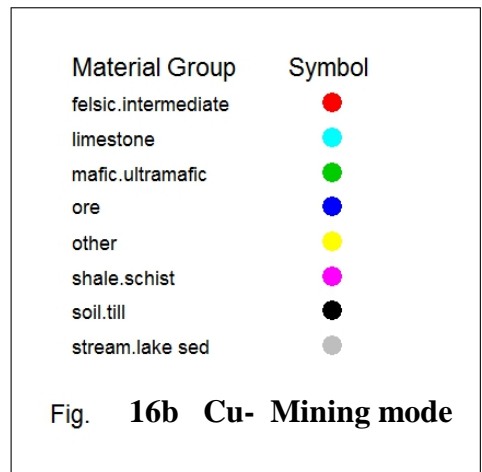 Material Group Symbol
felsic.intermediate
limestone
mafic.ultramafic
ore
other
shale.schist
soil.till
stream.lake sed
Fig. 16b Cu- Mining mode